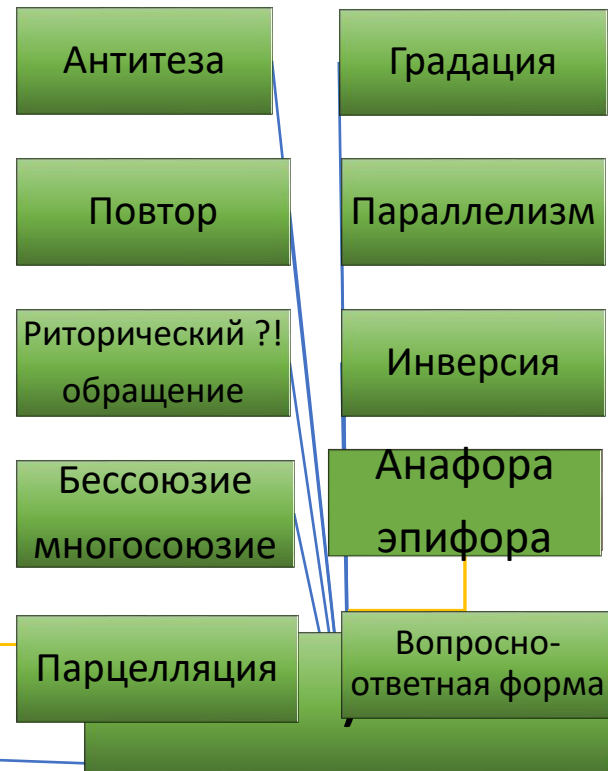 Антитеза
Градация
Повтор
Параллелизм
Риторический ?!
обращение
Инверсия
Бессоюзие
многосоюзие
Анафора
эпифора
Парцелляция
Вопросно-
ответная форма